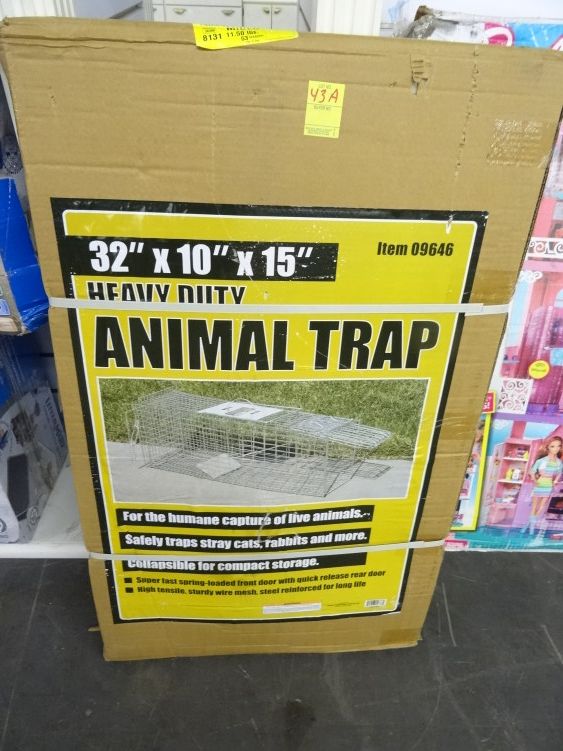 8131 11.50 lbs.
43A
32" x 10" x 15"
Item 09646
HEAVY DUTY
ANIMAL TRAP
For the humane capture of live animals.
Safely traps stray cats, rabbits and more.
Collapsible for compact storage.
■ Super fast spring-loaded front door with quick release rear door
■ High tensile, sturdy wire mesh, steel reinforced for long life